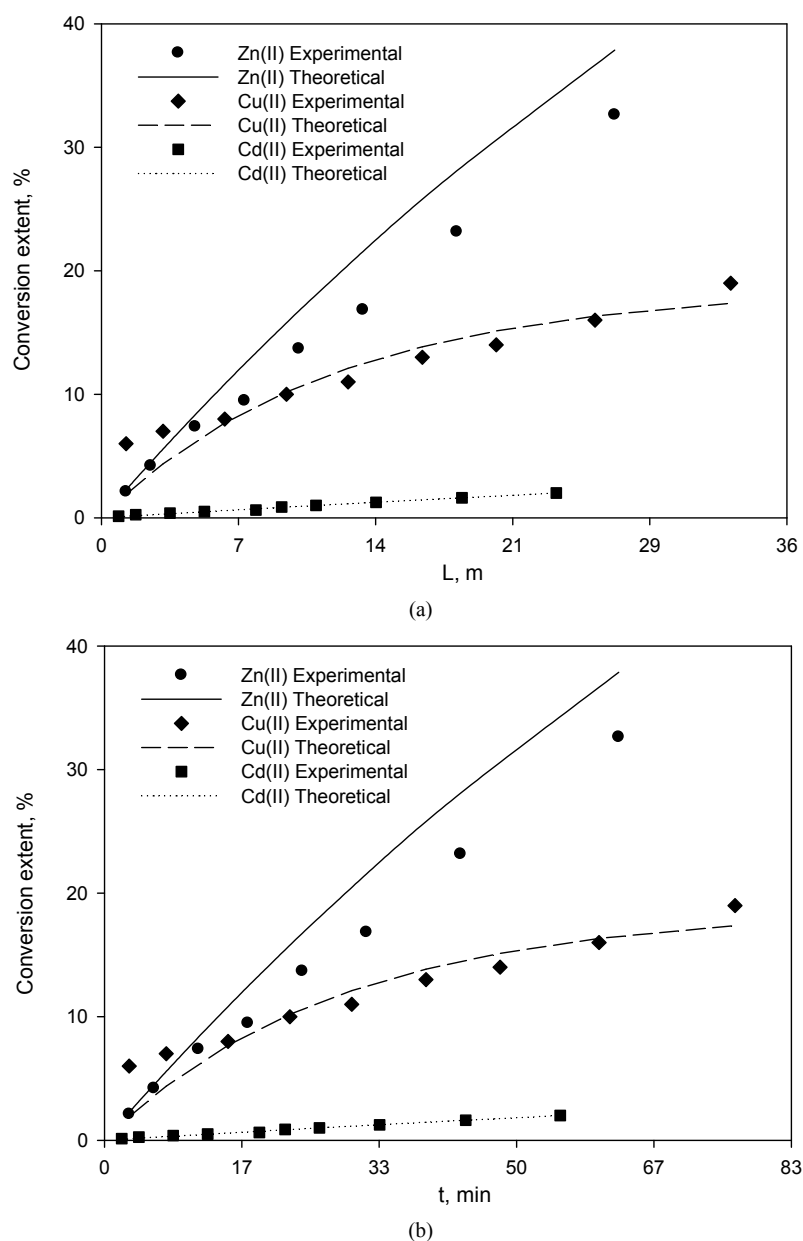 40
Zn(II) Experimental
Zn(II) Theoretical
Cu(II) Experimental
Cu(II) Theoretical
Cd(II) Experimental
Cd(II) Theoretical
30
20
10
0
Conversion extent, %
0 7 14 21 29 36
L, m
(a)
40
Zn(II) Experimental
Zn(II) Theoretical
Cu(II) Experimental
Cu(II) Theoretical
Cd(II) Experimental
Cd(II) Theoretical
30
20
10
0
Conversion extent, %
0 17 33 50 67 83
t, min
(b)